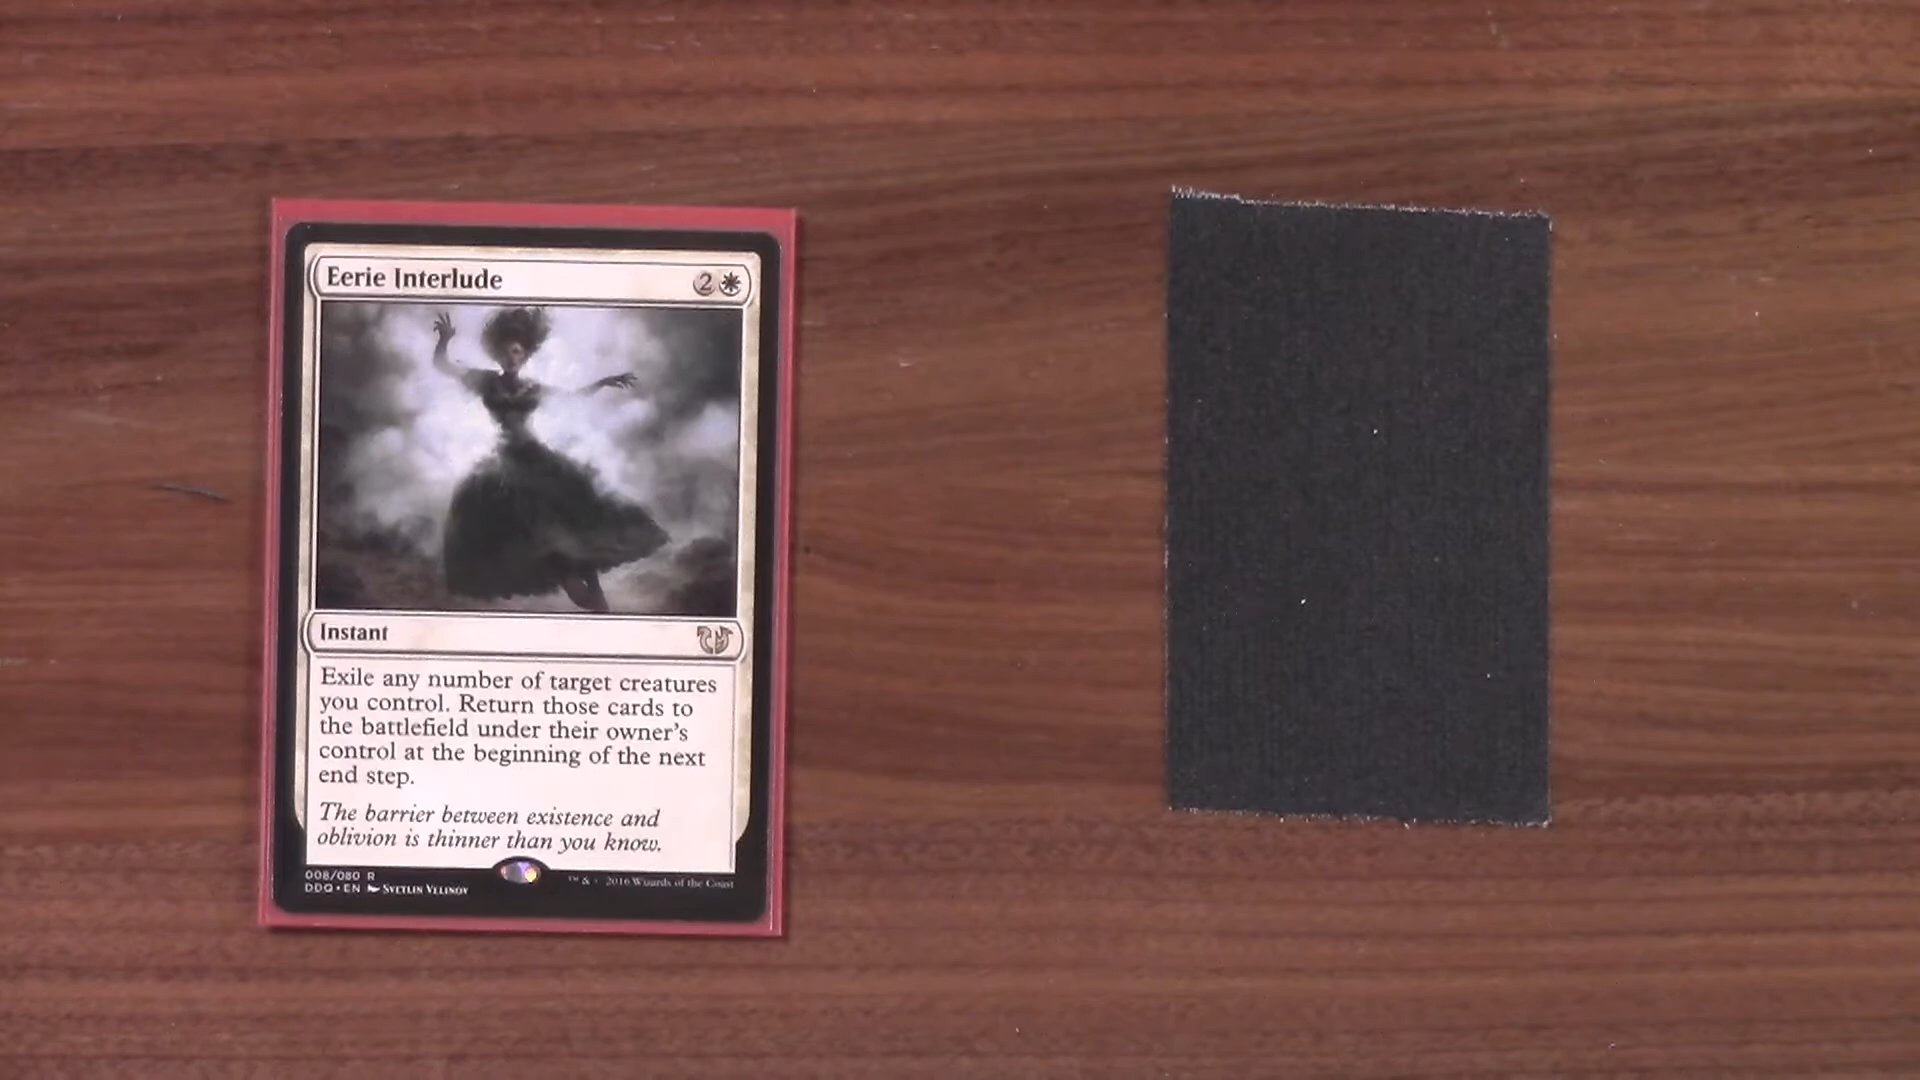 Eerie Interlude 2
Instant
Exile any number of target creatures
you control. Return those cards to
the battlefield under their owner's
control at the beginning of the next
end step.
The barrier between existence and
oblivion is thinner than you know.
008/080 R
DDQ • EN Svetlin Velinov
™ & 2016 Wizards of the Coast